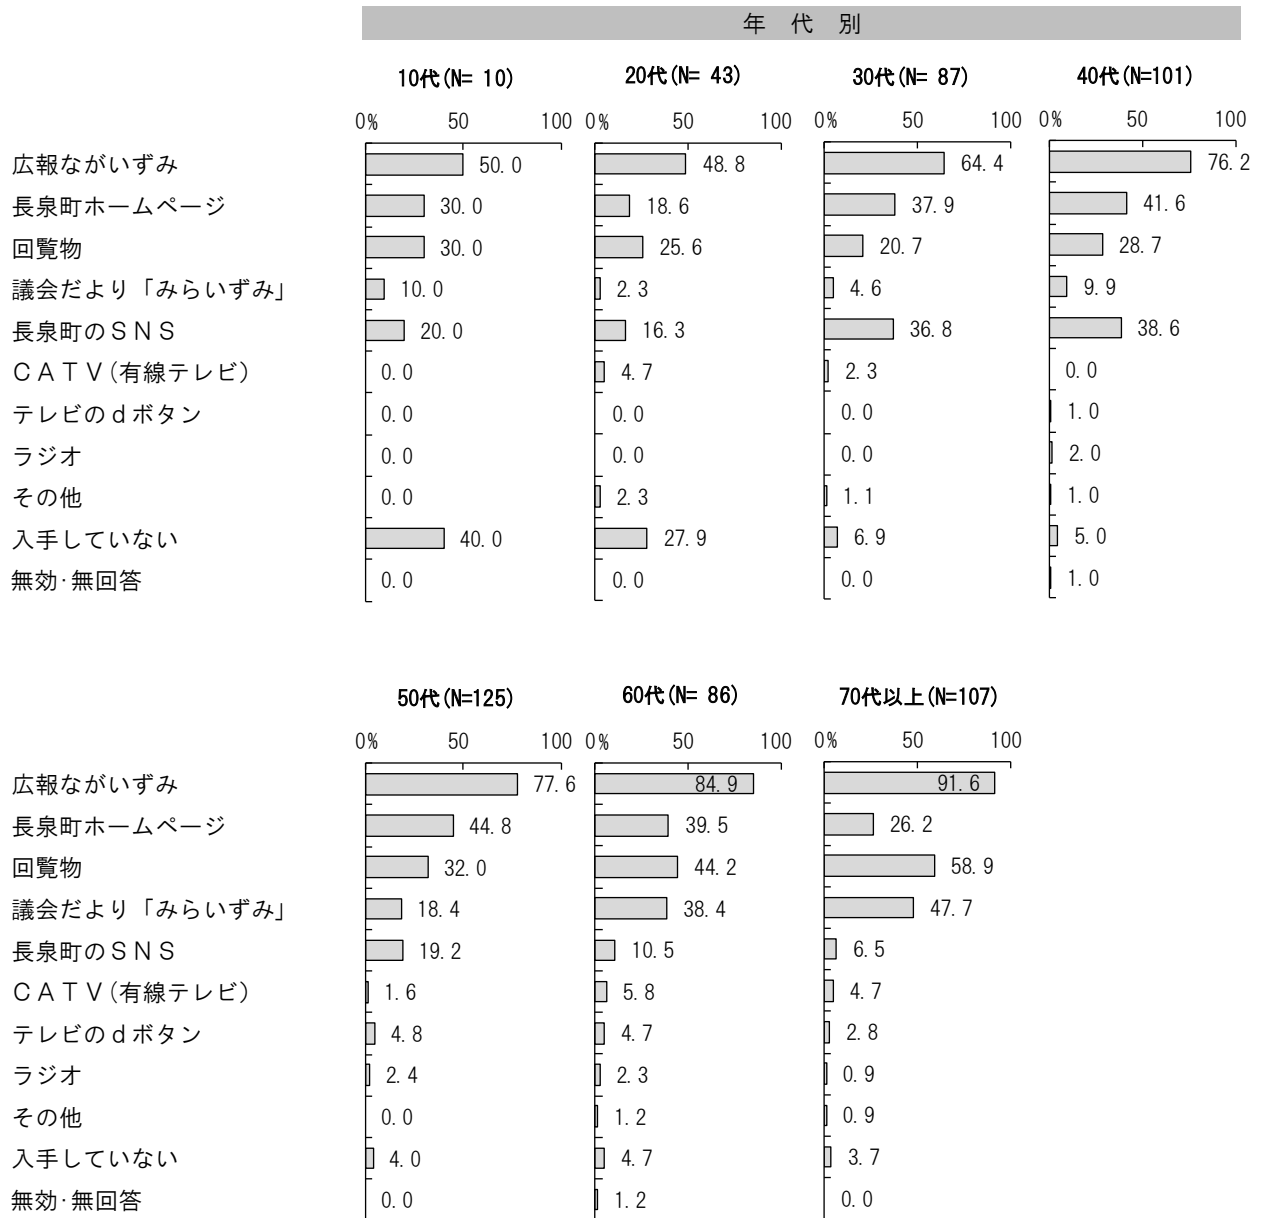 年 代 別
10代(N= 10) 20代(N= 43) 30代(N= 87) 40代(N=101)
0% 50 100 0% 50 100 0% 50 100 0% 50 100
広報ながいずみ 50.0 48.8 64.4 76.2
長泉町ホームページ 30.0 18.6 37.9 41.6
回覧物 30.0 25.6 20.7 28.7
議会だより「みらいずみ」 10.0 2.3 4.6 9.9
長泉町のＳＮＳ 20.0 16.3 36.8 38.6
ＣＡＴＶ(有線テレビ) 0.0 4.7 2.3 0.0
テレビのｄボタン 0.0 0.0 0.0 1.0
ラジオ 0.0 0.0 0.0 2.0
その他 0.0 2.3 1.1 1.0
入手していない 40.0 27.9 6.9 5.0
無効･無回答 0.0 0.0 0.0 1.0
50代(N=125) 60代(N= 86) 70代以上(N=107)
0% 50 100 0% 50 100 0% 50 100
広報ながいずみ 77.6 84.9 91.6
長泉町ホームページ 44.8 39.5 26.2
回覧物 32.0 44.2 58.9
議会だより「みらいずみ」 18.4 38.4 47.7
長泉町のＳＮＳ 19.2 10.5 6.5
ＣＡＴＶ(有線テレビ) 1.6 5.8 4.7
テレビのｄボタン 4.8 4.7 2.8
ラジオ 2.4 2.3 0.9
その他 0.0 1.2 0.9
入手していない 4.0 4.7 3.7
無効･無回答 0.0 1.2 0.0